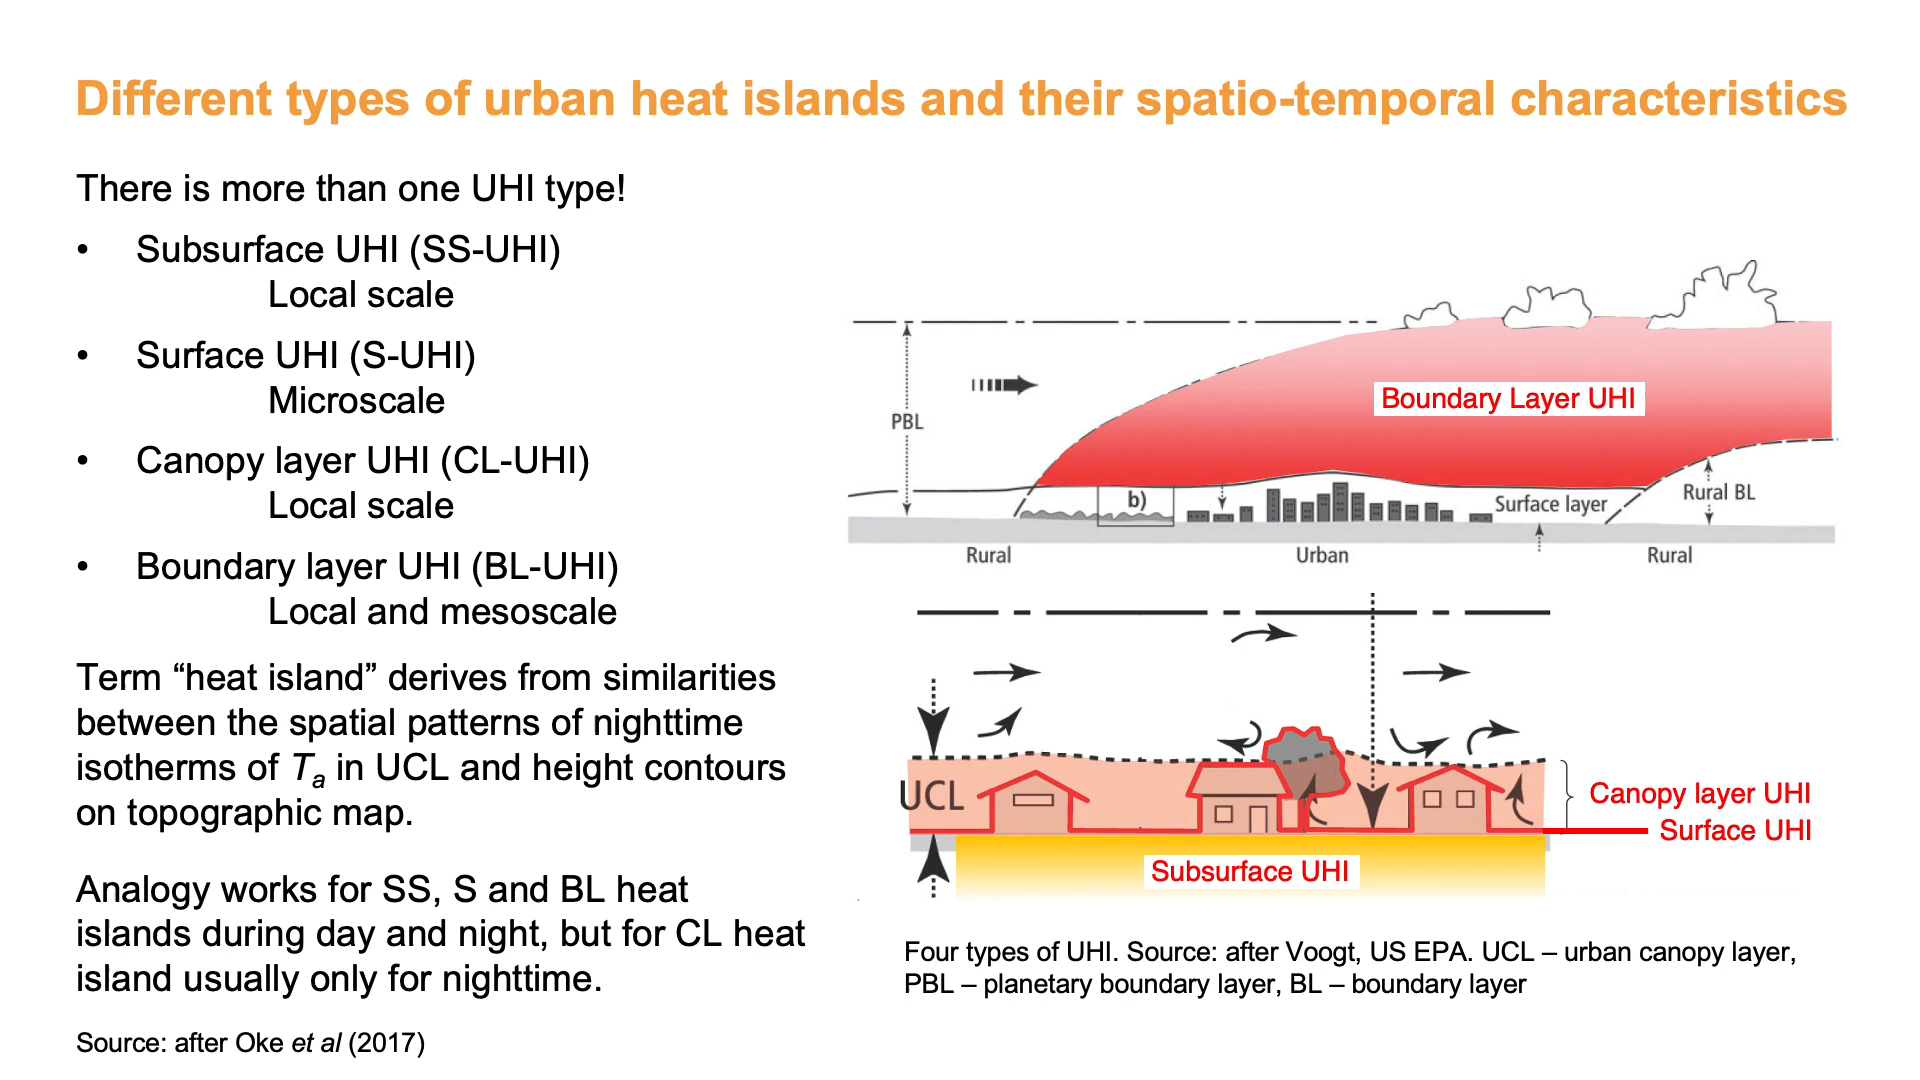 Different types of urban heat islands and their spatio-temporal characteristics
There is more than one UHI type!
• Subsurface UHI (SS-UHI)
Local scale
• Surface UHI (S-UHI)
Microscale
• Canopy layer UHI (CL-UHI)
Local scale
• Boundary layer UHI (BL-UHI)
Local and mesoscale
Term “heat island” derives from similarities
between the spatial patterns of nighttime
isotherms of Ta in UCL and height contours
on topographic map.
Analogy works for SS, S and BL heat
islands during day and night, but for CL heat
island usually only for nighttime.
Source: after Oke et al (2017)
Boundary Layer UHI
PBL
b)
Surface layer
Rural BL
Rural
Urban
Rural
UCL
Canopy layer UHI
Surface UHI
Subsurface UHI
Four types of UHI. Source: after Voogt, US EPA. UCL – urban canopy layer,
PBL – planetary boundary layer, BL – boundary layer